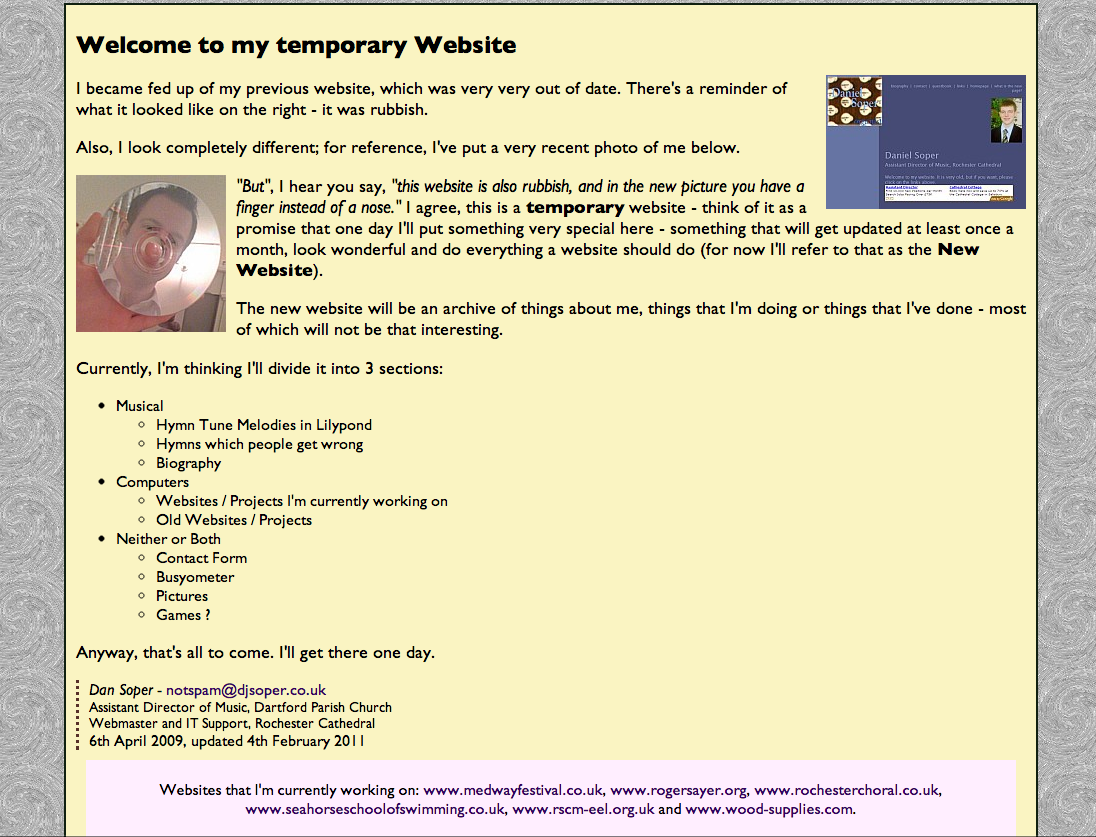 Welcome to my temporary Website
I became fed up of my previous website, which was very very out of date. There's a reminder of
what it looked like on the right - it was rubbish.
Daniel Soper
Assistant Director of Music, Rochester Cathedral
Also, I look completely different; for reference, I've put a very recent photo of me below.
"But", I hear you say, "this website is also rubbish, and in the new picture you have a
finger instead of a nose." I agree, this is a temporary website - think of it as a
promise that one day I'll put something very special here - something that will get updated at least once a
month, look wonderful and do everything a website should do (for now I'll refer to that as the New
Website).
The new website will be an archive of things about me, things that I'm doing or things that I've done - most
of which will not be that interesting.
Currently, I'm thinking I'll divide it into 3 sections:
Musical
Hymn Tune Melodies in Lilypond
Hymns which people get wrong
Biography
Computers
Websites / Projects I'm currently working on
Old Websites / Projects
Neither or Both
Contact Form
Busyometer
Pictures
Games ?
Anyway, that's all to come. I'll get there one day.
Dan Soper - notspam@djsoper.co.uk
Assistant Director of Music, Dartford Parish Church
Webmaster and IT Support, Rochester Cathedral
6th April 2009, updated 4th February 2011
Websites that I'm currently working on: www.medwayfestival.co.uk, www.rogersayer.org, www.rochesterchoral.co.uk,
www.seahorseschoolofswimming.co.uk, www.rscm-eel.org.uk and www.wood-supplies.com.